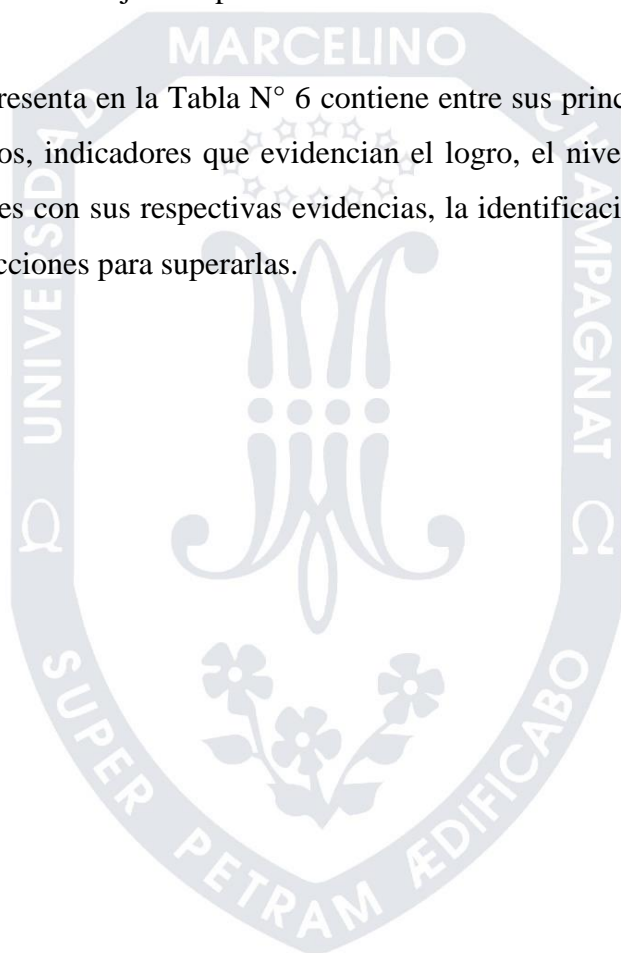 MARCELINO
resenta en la Tabla N° 6 contiene entre sus princ
os, indicadores que evidencian el logro, el nive
es con sus respectivas evidencias, la identificaci
cciones para superarlas.
UNIVERSIDAD
CHAMPAGNAT
SUPER PETRAM ÆDIFICABO